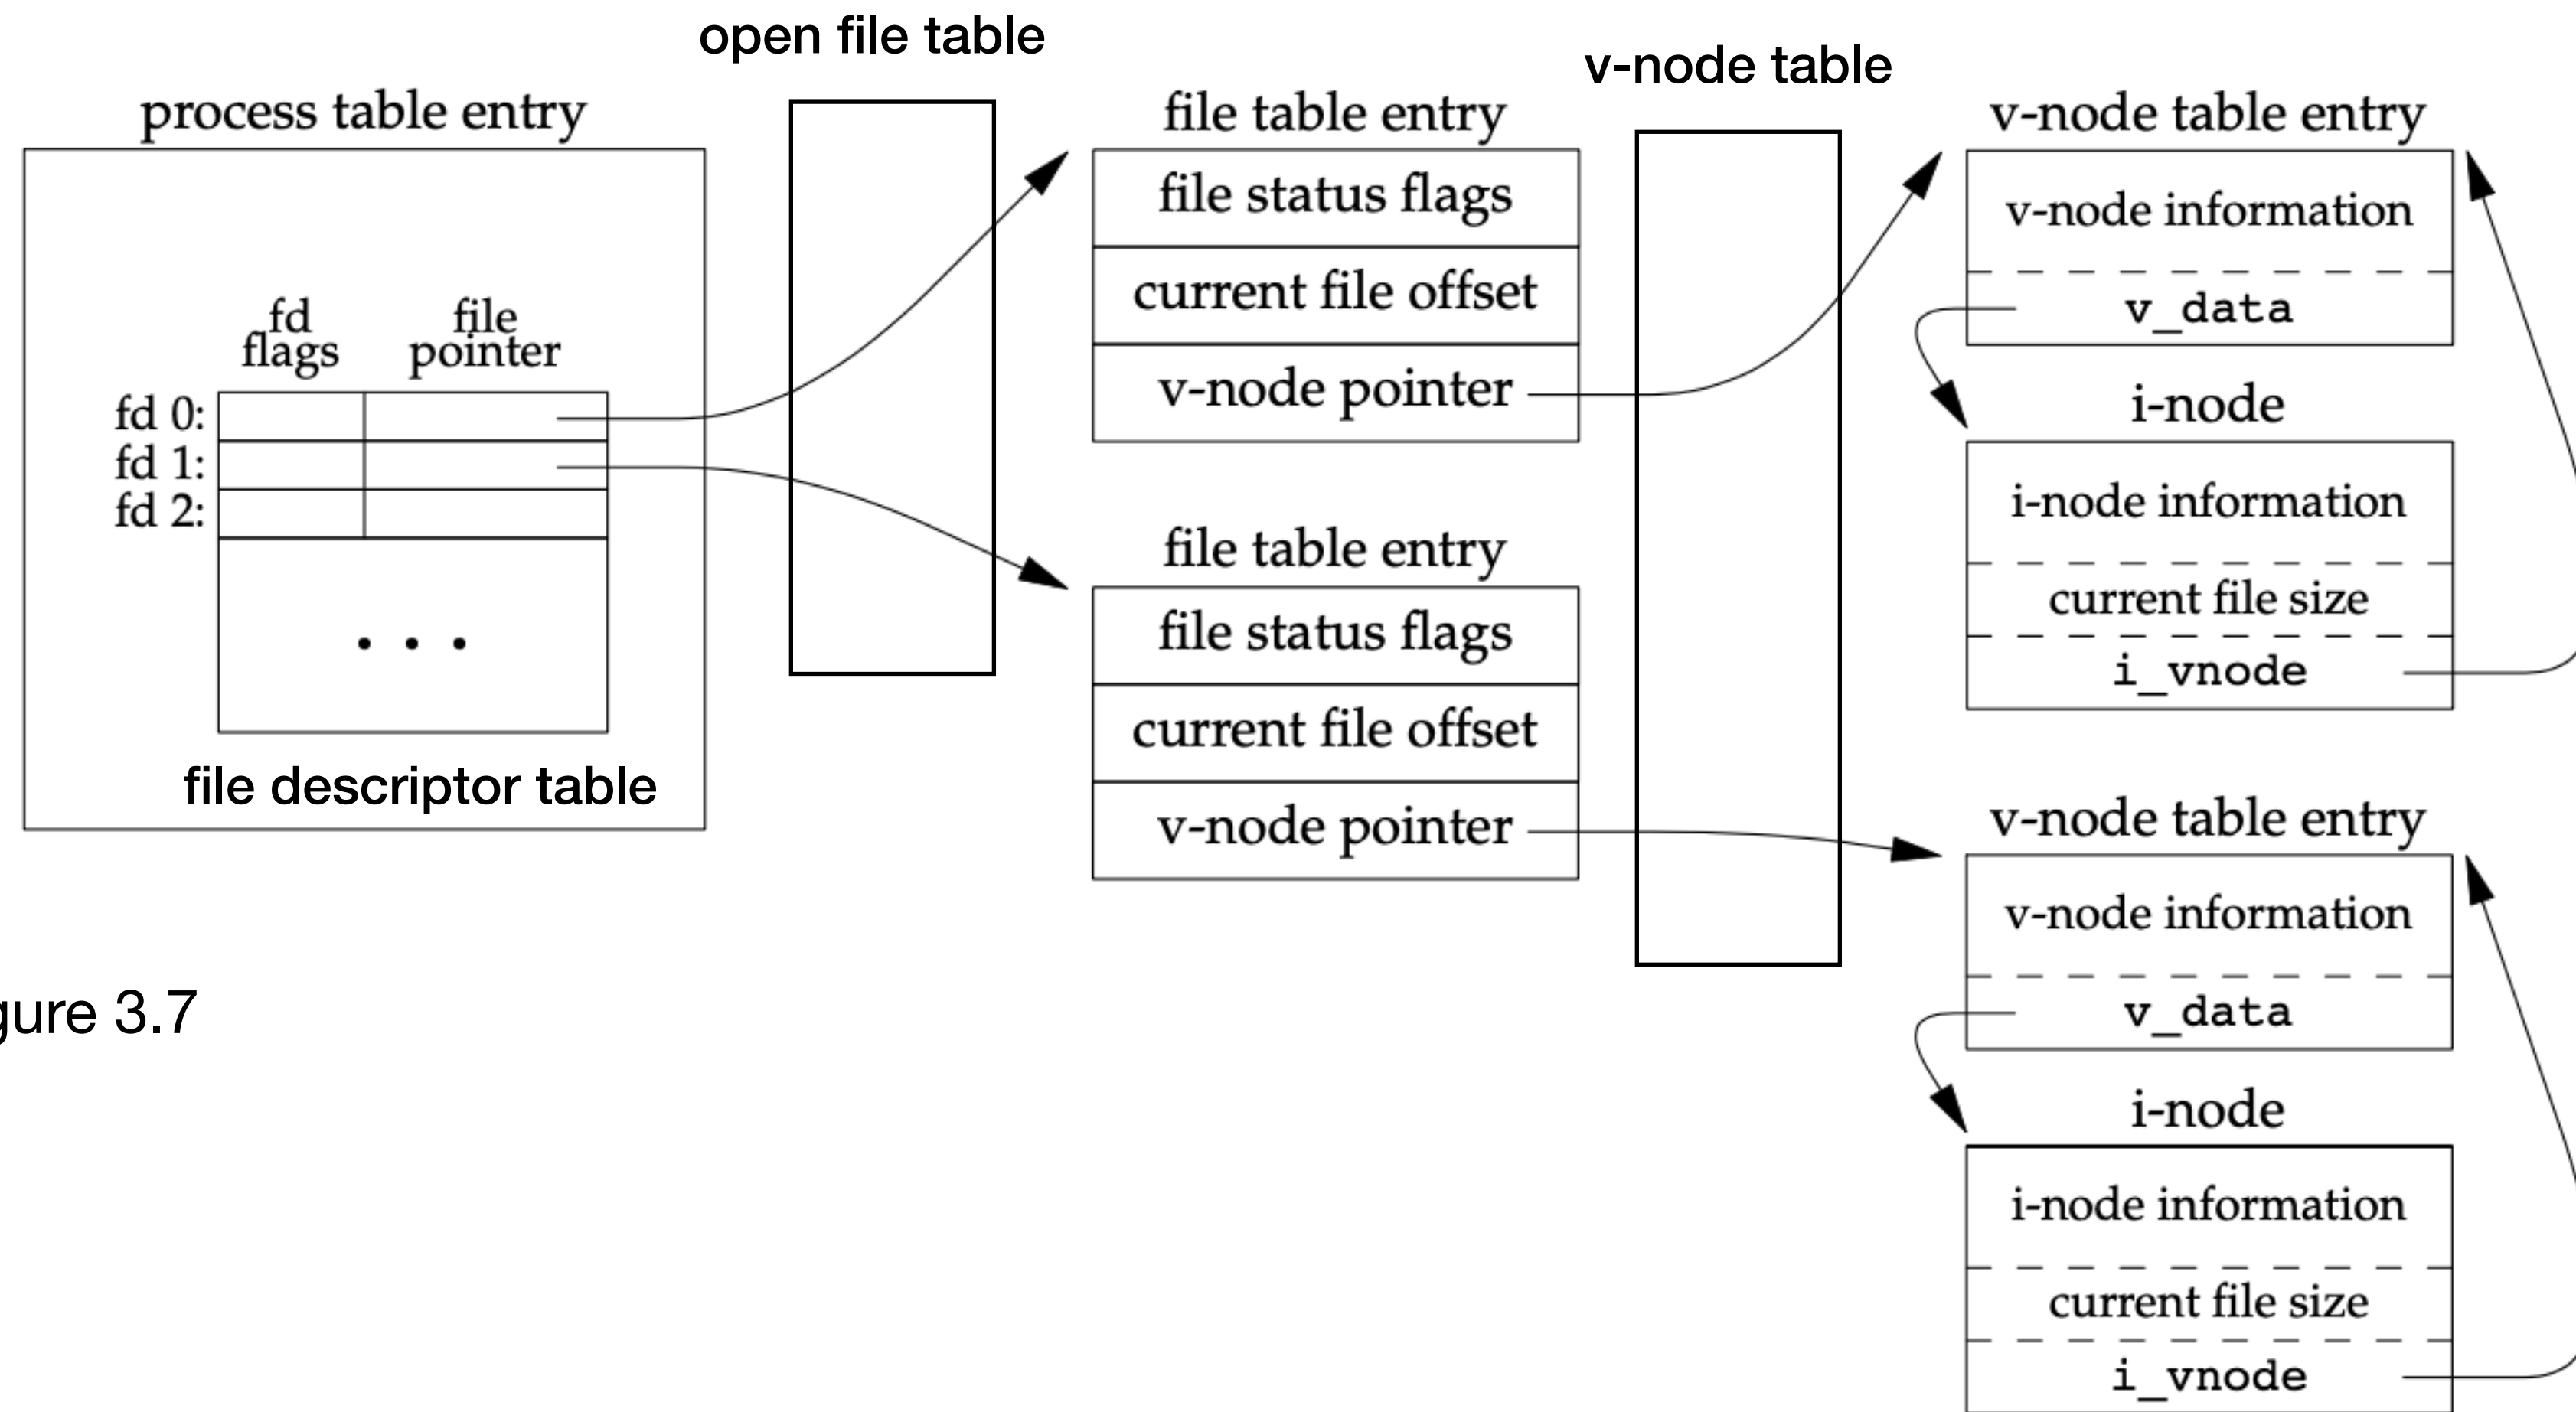 open file table
v-node table
process table entry
file table entry
v-node table entry
file status flags
v-node information
current file offset
v_data
fd
flags
file
pointer
v-node pointer
i-node
fd 0:
fd 1:
fd 2:
i-node information
file table entry
current file size
file status flags
i_vnode
. . .
current file offset
file descriptor table
v-node pointer
v-node table entry
v-node information
gure 3.7
v_data
i-node
i-node information
current file size
i_vnode